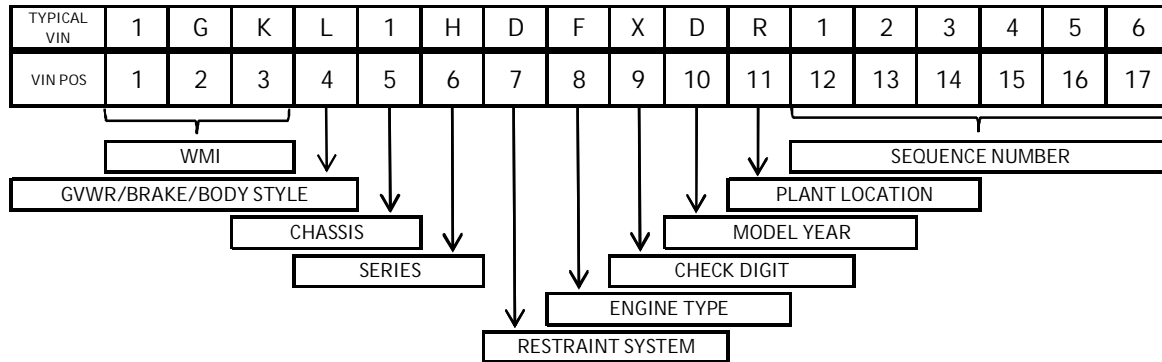 TYPICAL VIN 1 G K L 1 H D F X D R 1 2 3 4 5 6
VIN POS 1 2 3 4 5 6 7 8 9 10 11 12 13 14 15 16 17
WMI SEQUENCE NUMBER
GVWR/BRAKE/BODY STYLE PLANT LOCATION
CHASSIS MODEL YEAR
SERIES CHECK DIGIT
ENGINE TYPE
RESTRAINT SYSTEM